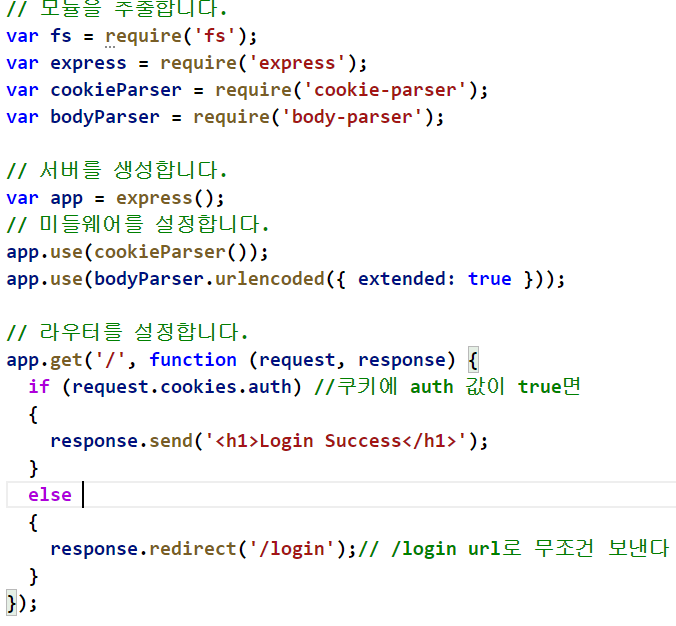 // 모듈을 추출합니다.
var fs = require('fs');
var express = require('express');
var cookieParser = require('cookie-parser');
var bodyParser = require('body-parser');
// 서버를 생성합니다.
var app = express();
// 미들웨어를 설정합니다.
app.use(cookieParser());
app.use(bodyParser.urlencoded({ extended: true }));
// 라우터를 설정합니다.
app.get('/', function (request, response) {
if (request.cookies.auth) //쿠키에 auth 값이 true면
{
response.send('<h1>Login Success</h1>');
}
else
{
response.redirect('/login');// /login url로 무조건 보낸다
}
});